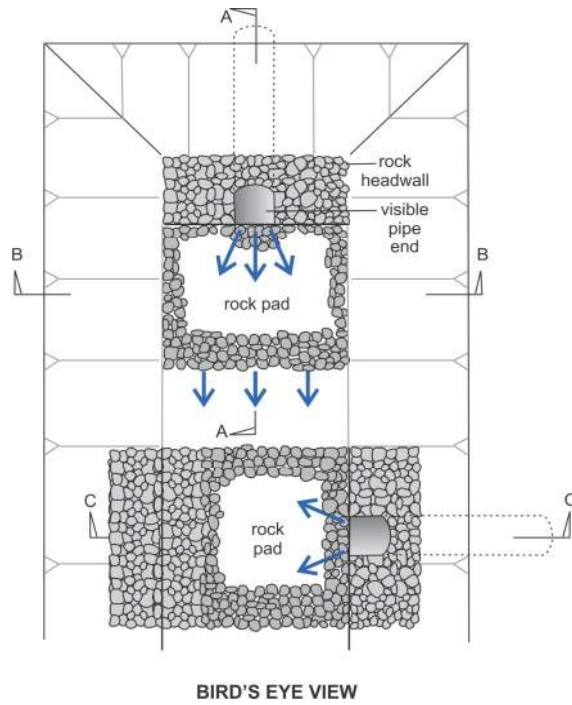 A
rock
headwall
visible
pipe
end
B
B
rock pad
A
C
C
rock
pad
BIRD'S EYE VIEW